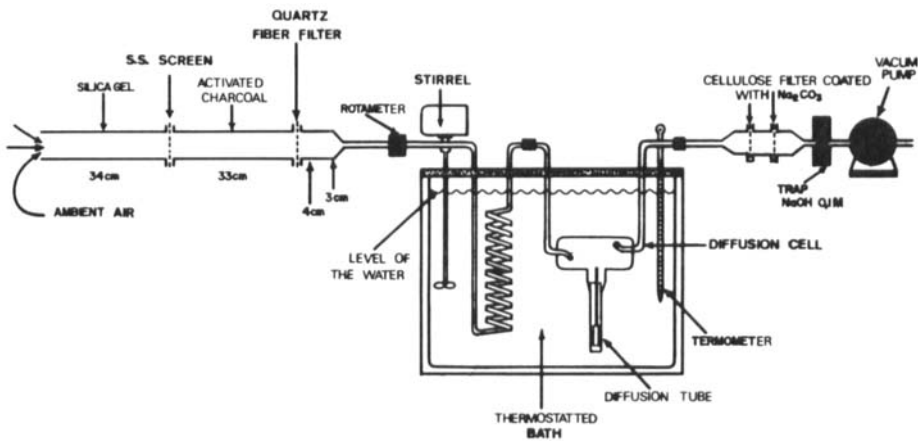 QUARTZ
FIBER FILTER
S.S. SCREEN
SILICA GEL
ACTIVATED
CHARCOAL
STIRREL
ROTAMETER
CELLULOSE FILTER COATED
WITH Na2CO3
VACUM
PUMP
34cm
33cm
4cm
3cm
AMBIENT AIR
TRAP
NaOH 0,1M
LEVEL OF
THE WATER
DIFFUSION CELL
TERMOMETER
DIFFUSION TUBE
THERMOSTATTED
BATH